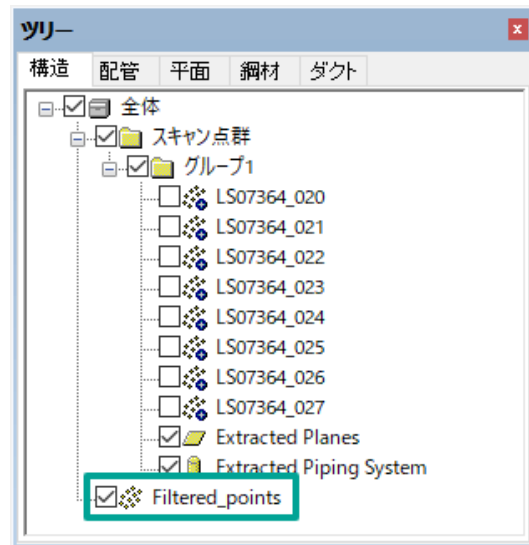 ツリー
構造 配管 平面 鋼材 ダクト
全体
スキャン点群
グループ1
LS07364_020
LS07364_021
LS07364_022
LS07364_023
LS07364_024
LS07364_025
LS07364_026
LS07364_027
Extracted Planes
Extracted Piping System
Filtered_points